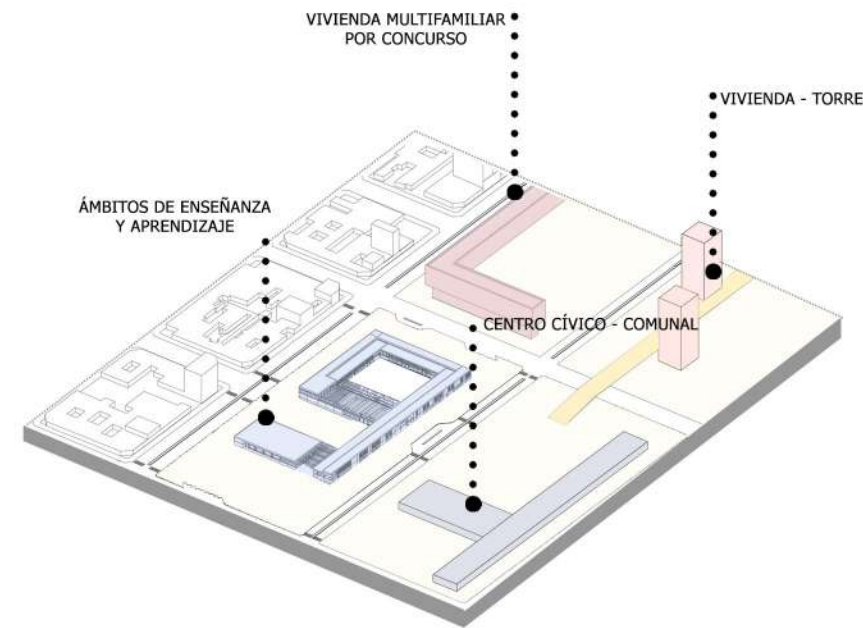 VIVIENDA MULTIFAMILIAR
POR CONCURSO
VIVIENDA - TORRE
ÁMBITOS DE ENSEÑANZA
Y APRENDIZAJE
CENTRO CÍVICO - COMUNAL